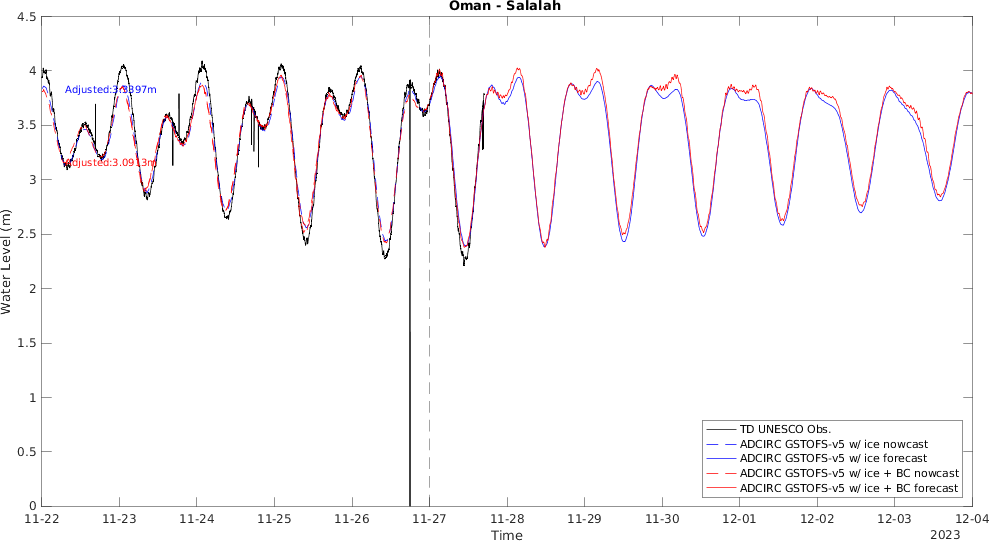 Oman - Salalah
4.5
4
3.5
3
2.5
2
1.5
1
0.5
0
Water Level (m)
Adjusted:3.3397m
Adjusted:3.0913m
TD UNESCO Obs.
ADCIRC GSTOFS-v5 w/ ice nowcast
ADCIRC GSTOFS-v5 w/ ice forecast
ADCIRC GSTOFS-v5 w/ ice + BC nowcast
ADCIRC GSTOFS-v5 w/ ice + BC forecast
11-22 11-23 11-24 11-25 11-26 11-27 11-28 11-29 11-30 12-01 12-02 12-03 12-04
Time
2023